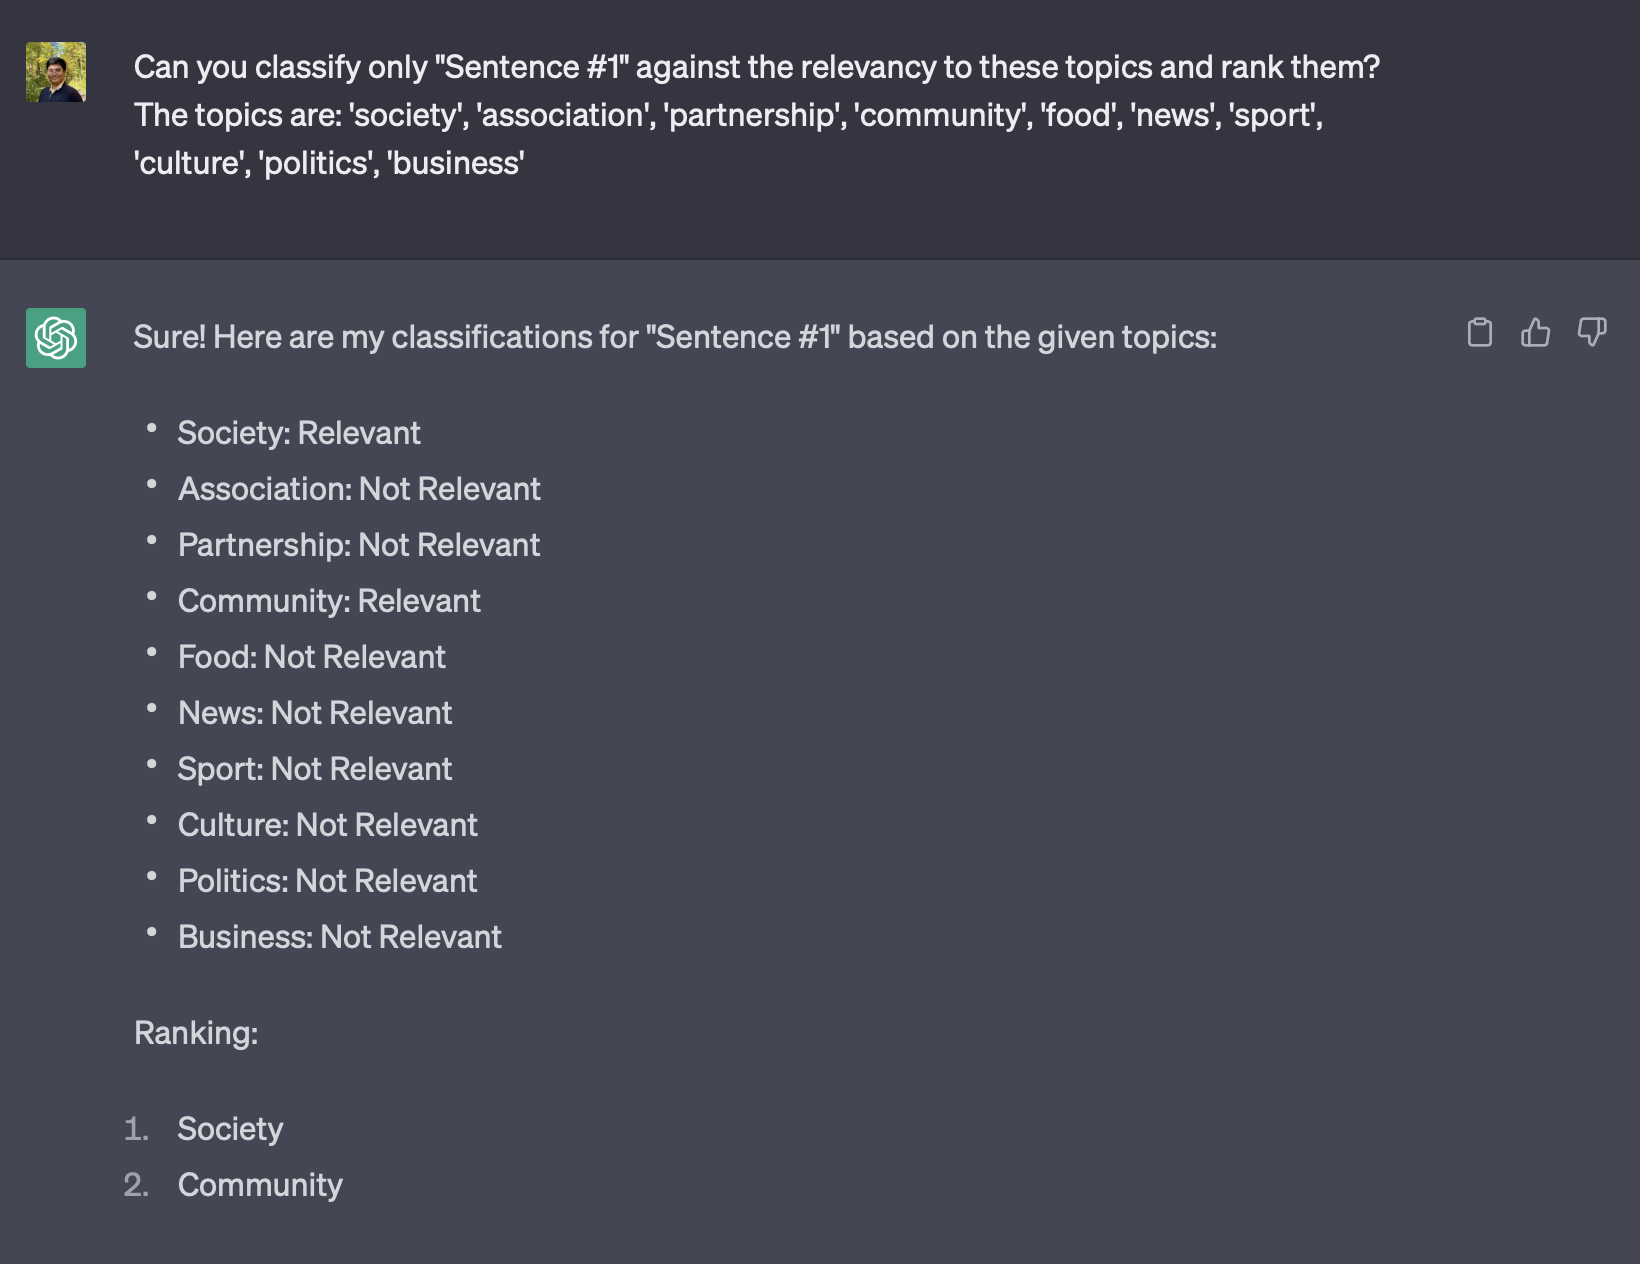 Can you classify only "Sentence #1" against the relevancy to these topics and rank them?
The topics are: 'society', 'association', 'partnership', 'community', 'food', 'news', 'sport',
'culture', 'politics', 'business'
Sure! Here are my classifications for "Sentence #1" based on the given topics:
• Society: Relevant
• Association: Not Relevant
• Partnership: Not Relevant
• Community: Relevant
• Food: Not Relevant
• News: Not Relevant
• Sport: Not Relevant
• Culture: Not Relevant
• Politics: Not Relevant
• Business: Not Relevant
Ranking:
1. Society
2. Community